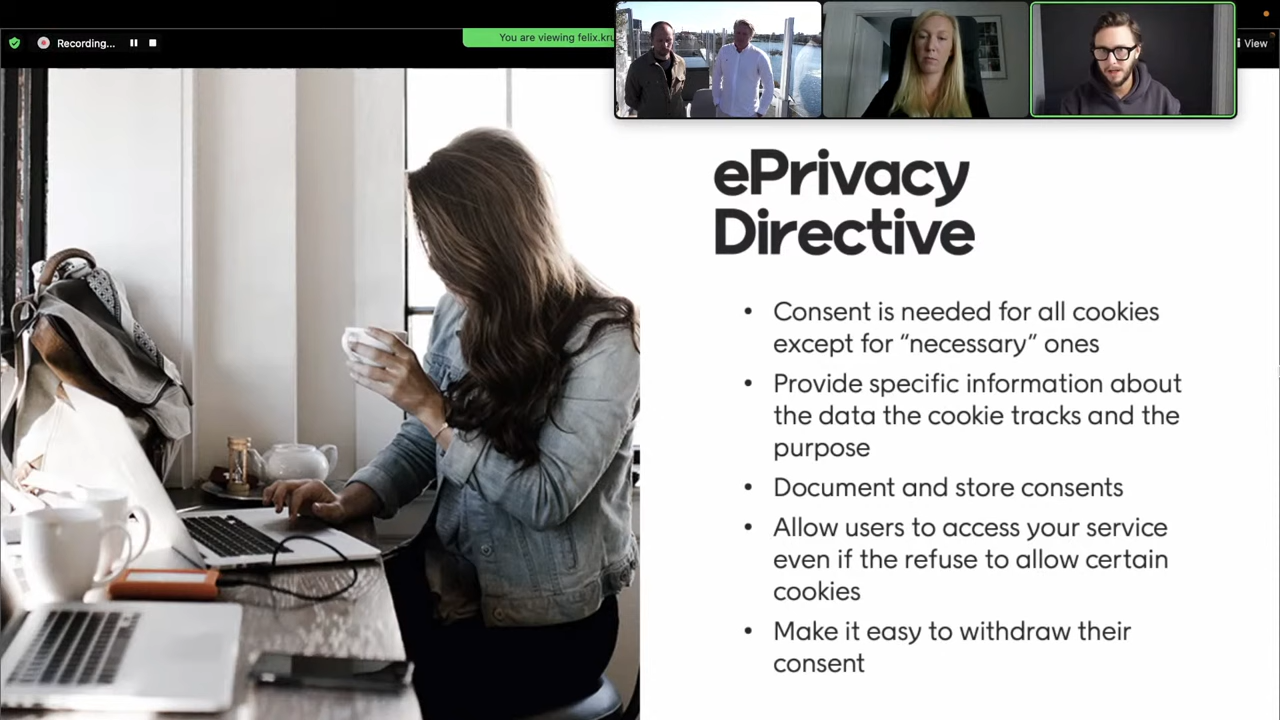 Recording...
You are viewing felix.kru
View
ePrivacy
Directive
• Consent is needed for all cookies
except for “necessary” ones
• Provide specific information about
the data the cookie tracks and the
purpose
• Document and store consents
• Allow users to access your service
even if the refuse to allow certain
cookies
• Make it easy to withdraw their
consent